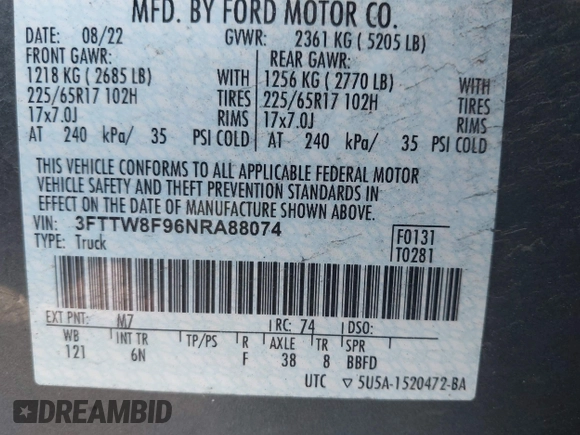 MFD. BY FORD MOTOR CO.
DATE: 08/22 GVWR: 2361 KG ( 5205 LB)
FRONT GAWR: REAR GAWR:
1218 KG ( 2685 LB) WITH 1256 KG ( 2770 LB) WITH
225/65R17 102H TIRES 225/65R17 102H TIRES
17x7.0J RIMS 17x7.0J RIMS
AT 240 kPa/ 35 PSI COLD AT 240 kPa/ 35 PSI COLD
THIS VEHICLE CONFORMS TO ALL APPLICABLE FEDERAL MOTOR
VEHICLE SAFETY AND THEFT PREVENTION STANDARDS IN
EFFECT ON THE DATE OF MANUFACTURE SHOWN ABOVE.
VIN: 3FTTW8F96NRA88074 F0131
TYPE: Truck T0281
EXT PNT: M7 RC: 74 DSO:
WB INT TR TP/PS R AXLE TR SPR
121 6N F 38 8 BBFD
UTC ▽ 5U5A-1520472-BA
DREAMBID